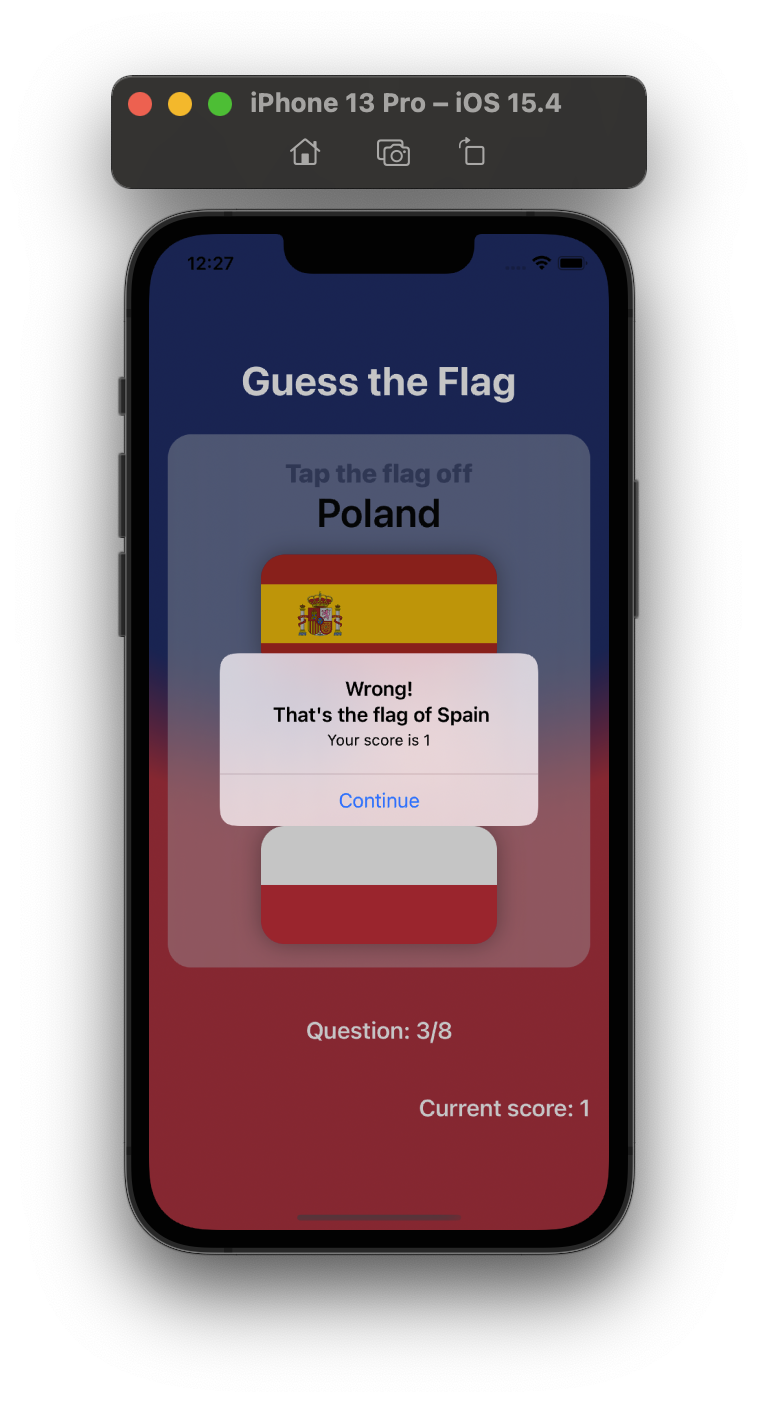 iPhone 13 Pro – iOS 15.4
12:27
Guess the Flag
Tap the flag off
Poland
Wrong!
That's the flag of Spain
Your score is 1
Continue
Question: 3/8
Current score: 1